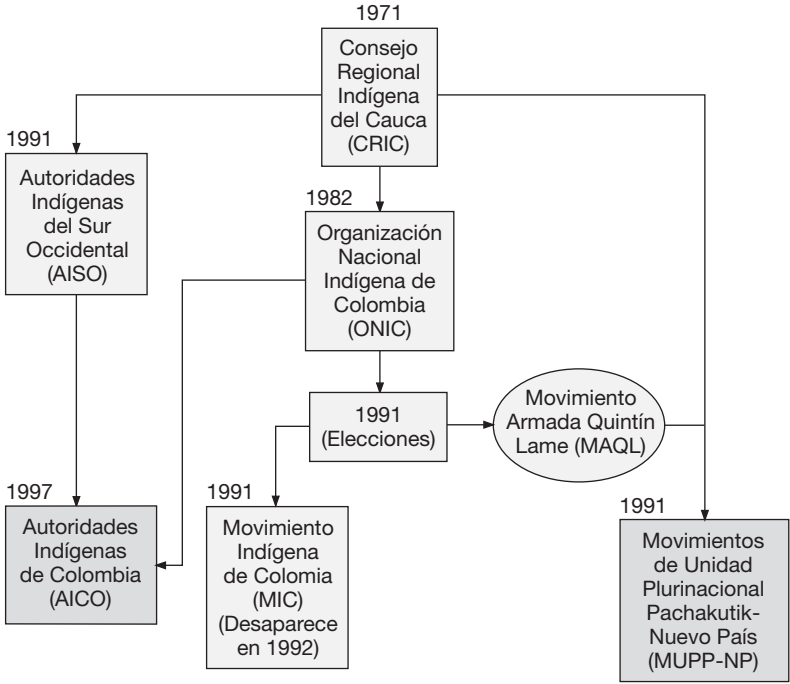 1971
Consejo
Regional
Indígena
del Cauca
(CRIC)
1991
Autoridades
Indígenas
del Sur
Occidental
(AISO)
1982
Organización
Nacional
Indígena de
Colombia
(ONIC)
1991
(Elecciones)
Movimiento
Armada Quintín
Lame (MAQL)
1997
Autoridades
Indígenas
de Colombia
(AICO)
1991
Movimiento
Indígena
de Colomia
(MIC)
(Desaparece
en 1992)
1991
Movimientos
de Unidad
Plurinacional
Pachakutik-
Nuevo País
(MUPP-NP)